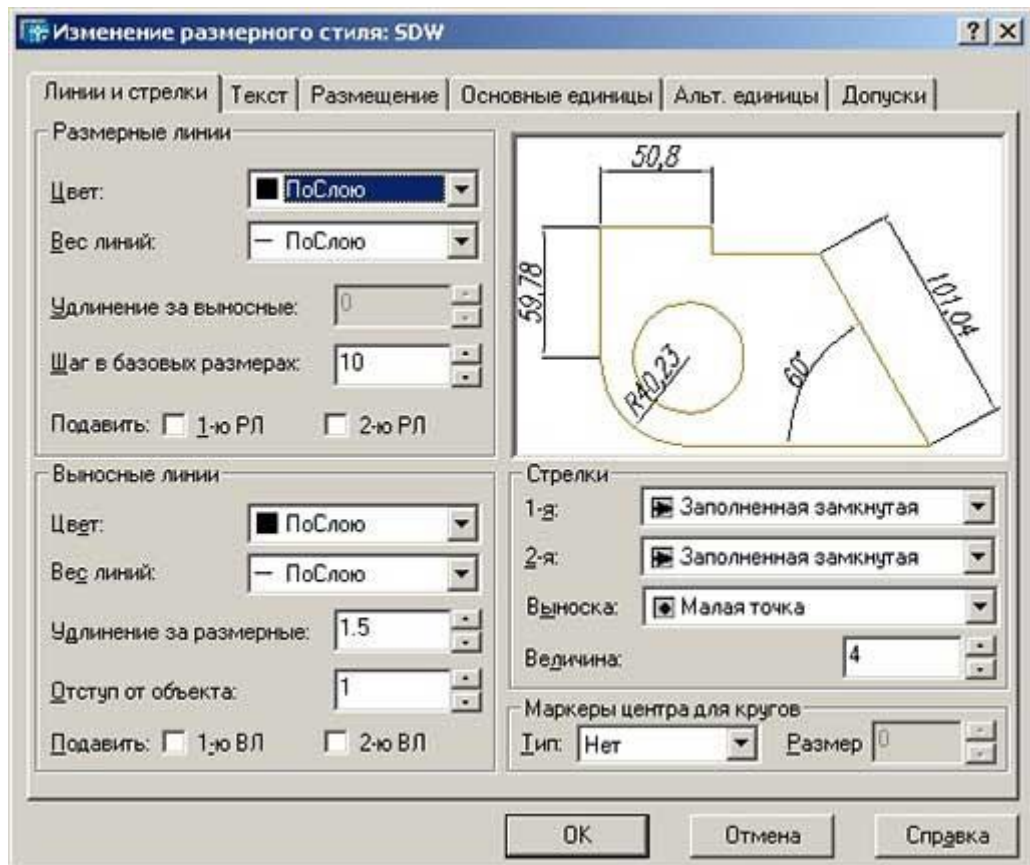 Изменение размерного стиля: SDW
Линии и стрелки Текст Размещение Основные единицы Альт. единицы Допуски
Размерные линии
Цвет: ПоСлою
Вес линий: ПоСлою
Удлинение за выносные: 0
Шаг в базовых размерах: 10
Подавить: 1-ю РЛ 2-ю РЛ
50,8
59,78
101,04
R40,23
60°
Выносные линии
Цвет: ПоСлою
Вес линий: ПоСлою
Удлинение за размерные: 1.5
Отступ от объекта: 1
Подавить: 1-ю ВЛ 2-ю ВЛ
Стрелки
1-я: Заполненная замкнутая
2-я: Заполненная замкнутая
Выноска: Малая точка
Величина: 4
Маркеры центра для кругов
Тип: Нет Размер 0
OK Отмена Справка